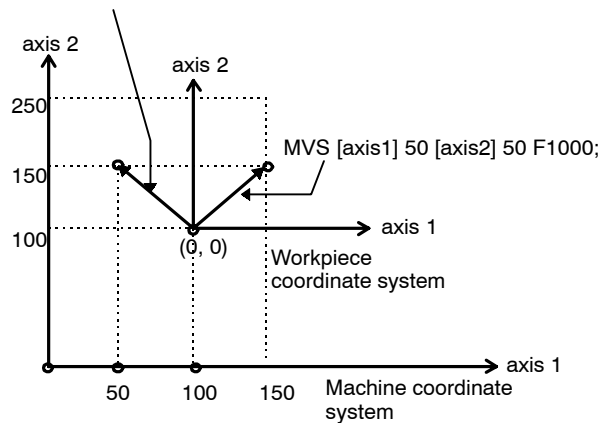 axis 2
axis 2
250
MVS [axis1] 50 [axis2] 50 F1000;
150
axis 1
100
(0, 0)
Workpiece
coordinate system
axis 1
50
100
150
Machine coordinate
system